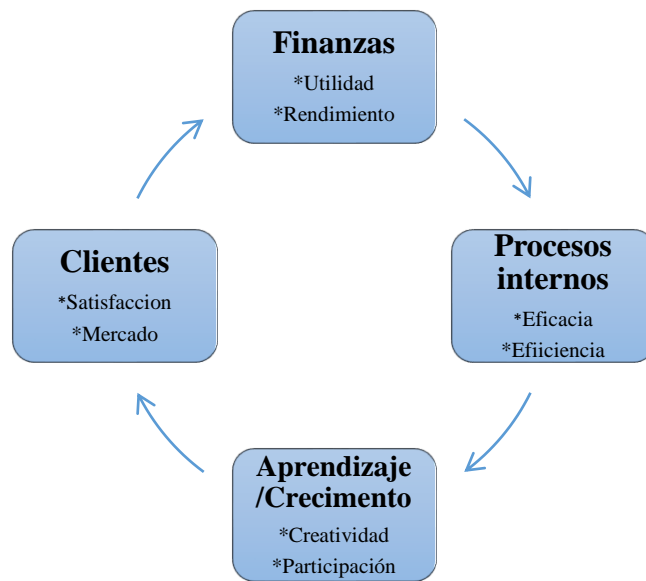 Finanzas
*Utilidad
*Rendimiento
Clientes
*Satisfaccion
*Mercado
Procesos
internos
*Eficacia
*Efiiciencia
Aprendizaje
/Crecimento
*Creatividad
*Participación